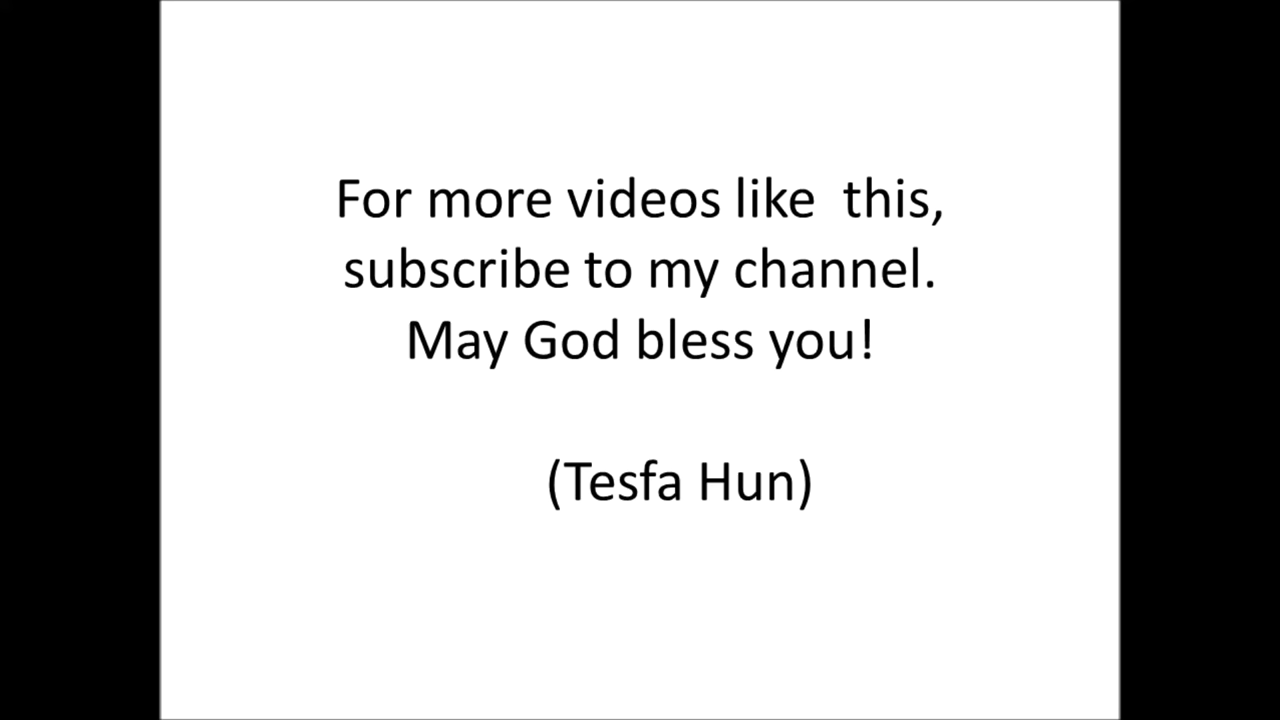 For more videos like  this,
subscribe to my channel.
May God bless you!
(Tesfa Hun)